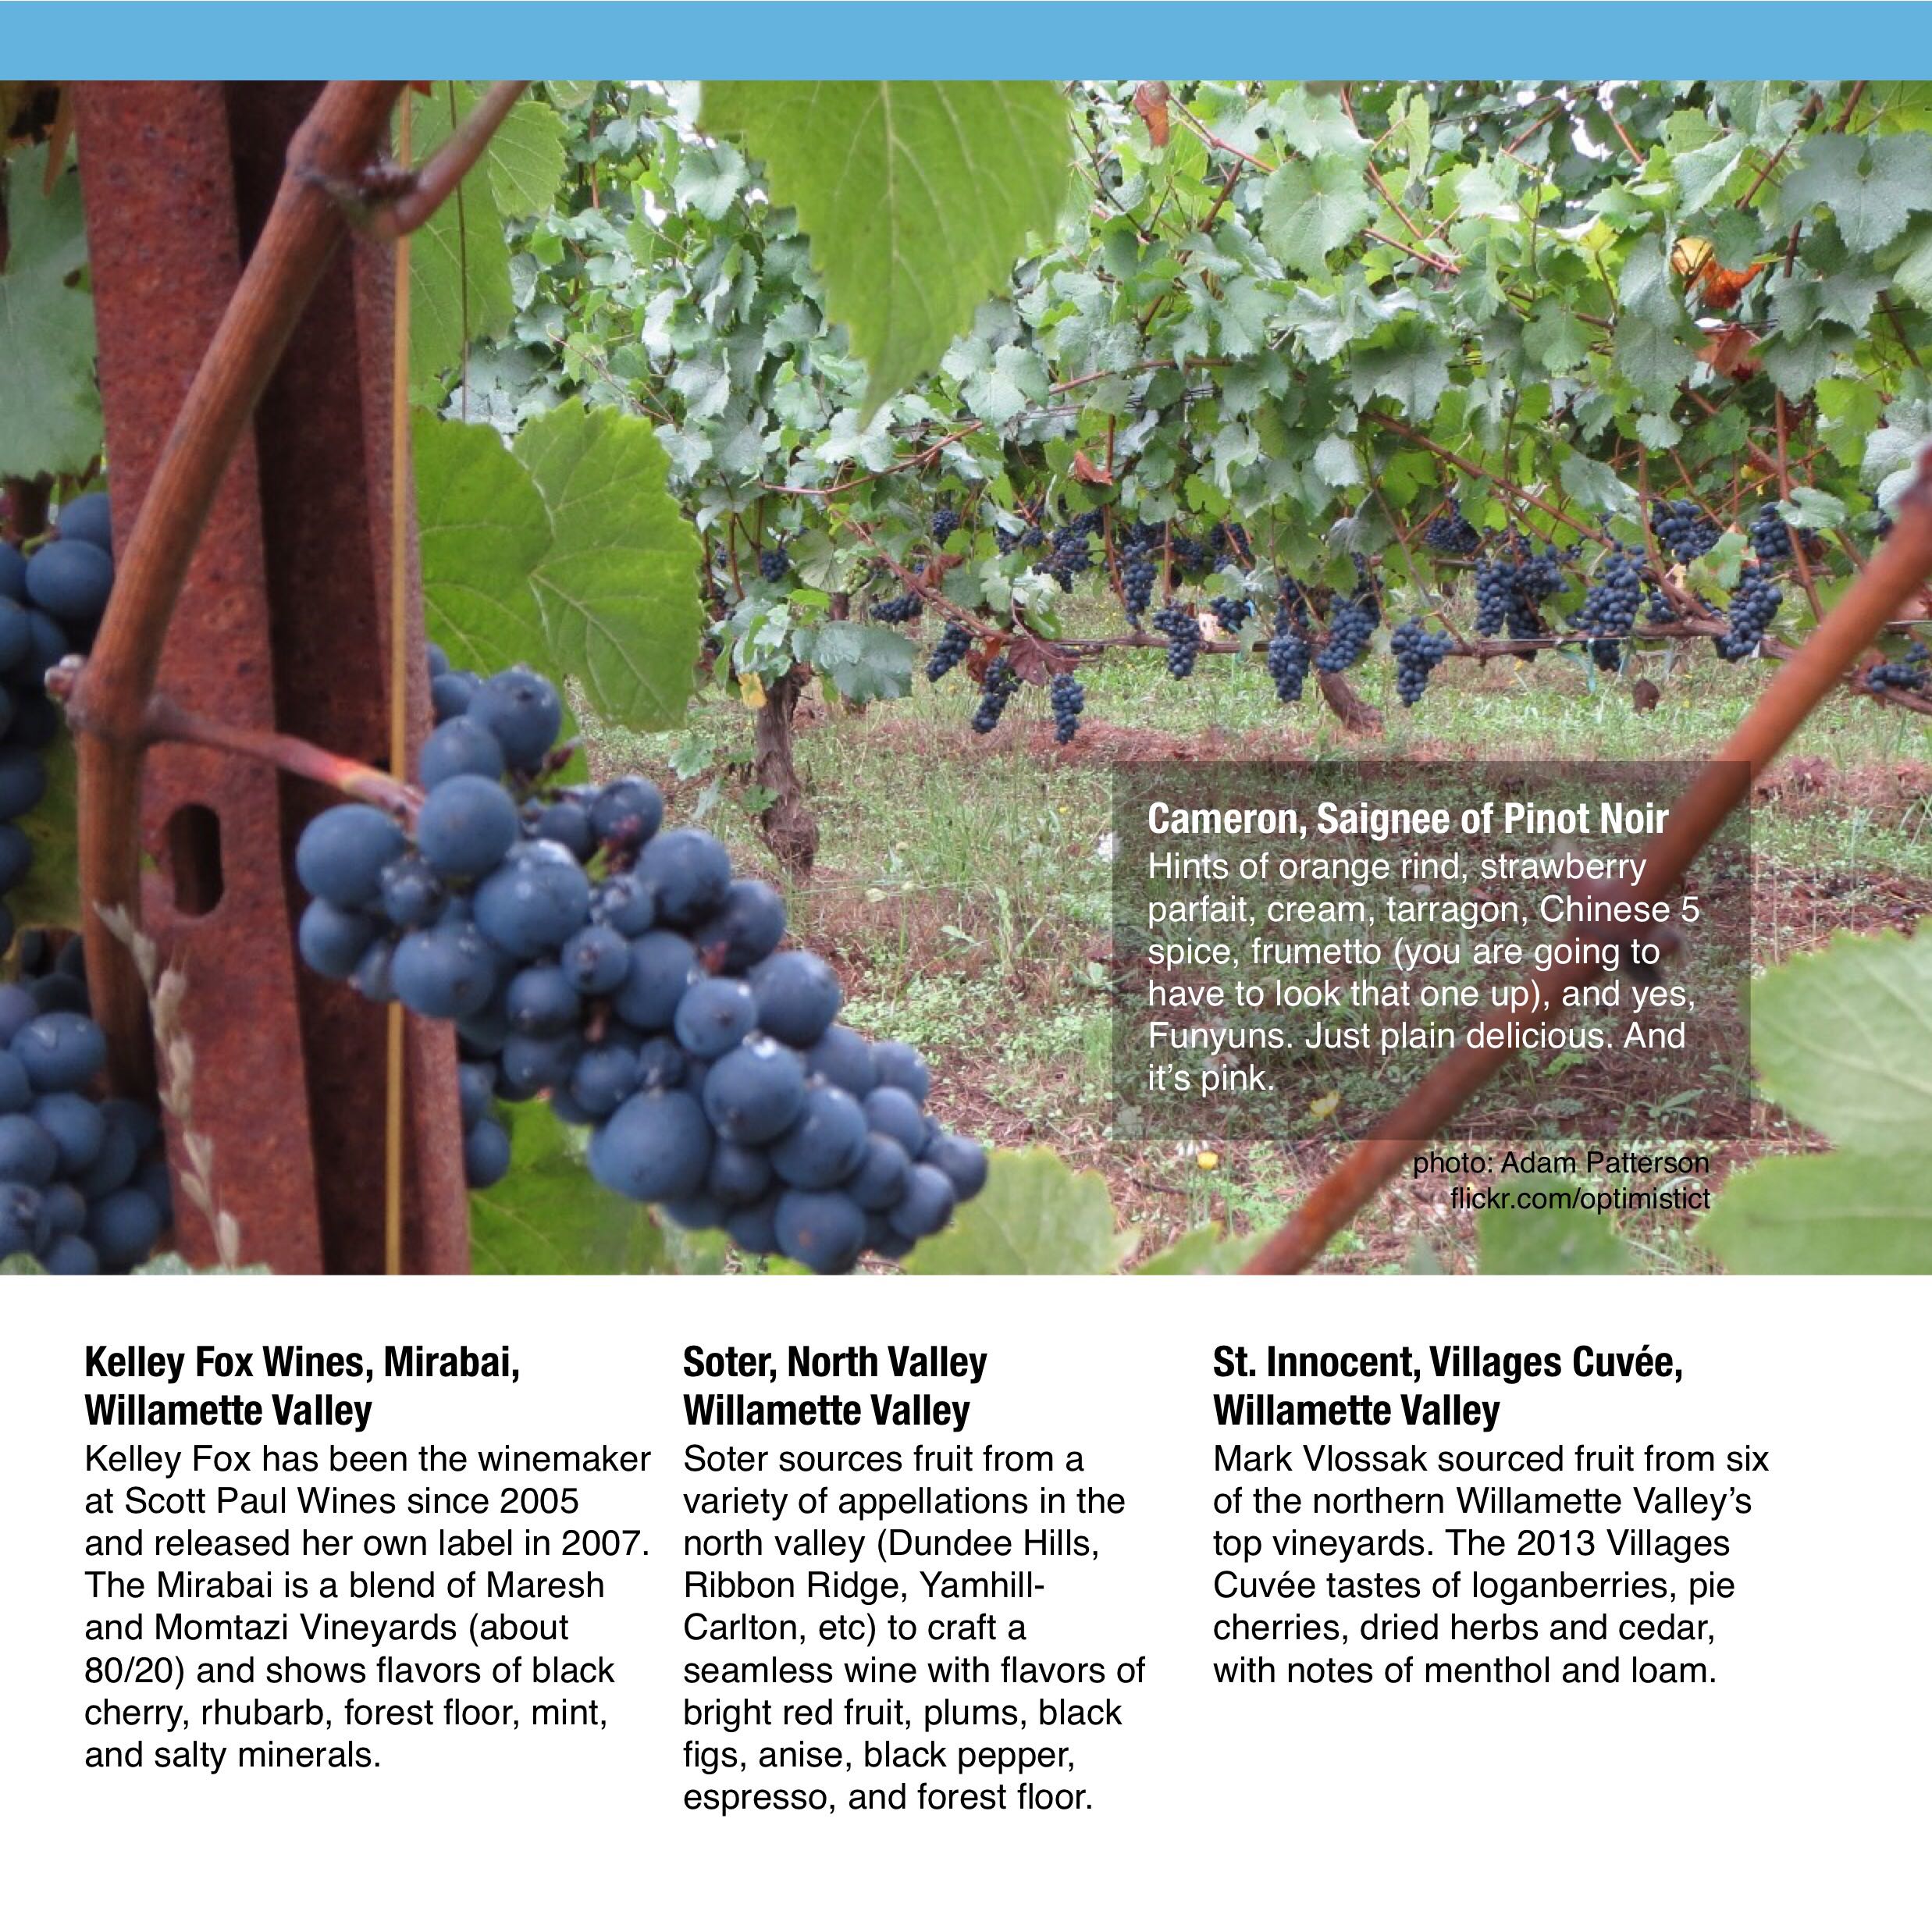 Cameron, Saignee of Pinot Noir
Hints of orange rind, strawberry
parfait, cream, tarragon, Chinese 5
spice, frumetto (you are going to
have to look that one up), and yes,
Funyuns. Just plain delicious. And
it’s pink.
photo: Adam Patterson
flickr.com/optimistict
Kelley Fox Wines, Mirabai,
Willamette Valley
Kelley Fox has been the winemaker
at Scott Paul Wines since 2005
and released her own label in 2007.
The Mirabai is a blend of Maresh
and Momtazi Vineyards (about
80/20) and shows flavors of black
cherry, rhubarb, forest floor, mint,
and salty minerals.
Soter, North Valley
Willamette Valley
Soter sources fruit from a
variety of appellations in the
north valley (Dundee Hills,
Ribbon Ridge, Yamhill-
Carlton, etc) to craft a
seamless wine with flavors of
bright red fruit, plums, black
figs, anise, black pepper,
espresso, and forest floor.
St. Innocent, Villages Cuvée,
Willamette Valley
Mark Vlossak sourced fruit from six
of the northern Willamette Valley’s
top vineyards. The 2013 Villages
Cuvée tastes of loganberries, pie
cherries, dried herbs and cedar,
with notes of menthol and loam.